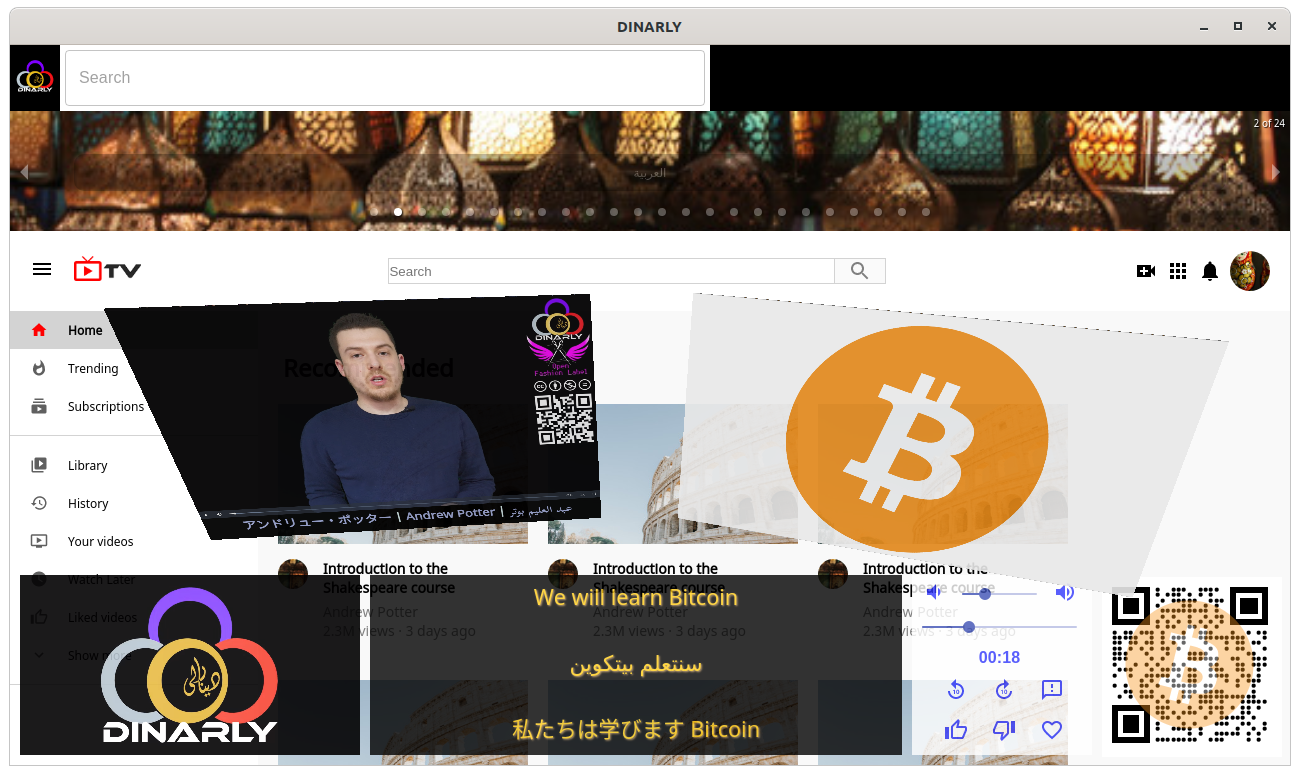 DINARLY
DINARLY
Search
2 of 24
العربية
TV
Search
Home
Trending
Subscriptions
Library
History
Your videos
Watch Later
Liked videos
Show more
Recommended
DINARLY
Open
Fashion Label
アンドリュー・ポッター | Andrew Potter | عبد العليم بوتر
Introduction to the
Shakespeare course
Andrew Potter
2.3M views · 3 days ago
Introduction to the
Shakespeare course
Andrew Potter
2.3M views · 3 days ago
Introduction to the
Shakespeare course
Andrew Potter
2.3M views · 3 days ago
دينارلي
DINARLY
We will learn Bitcoin
سنتعلم بيتكوين
私たちは学びます Bitcoin
00:18
10
10